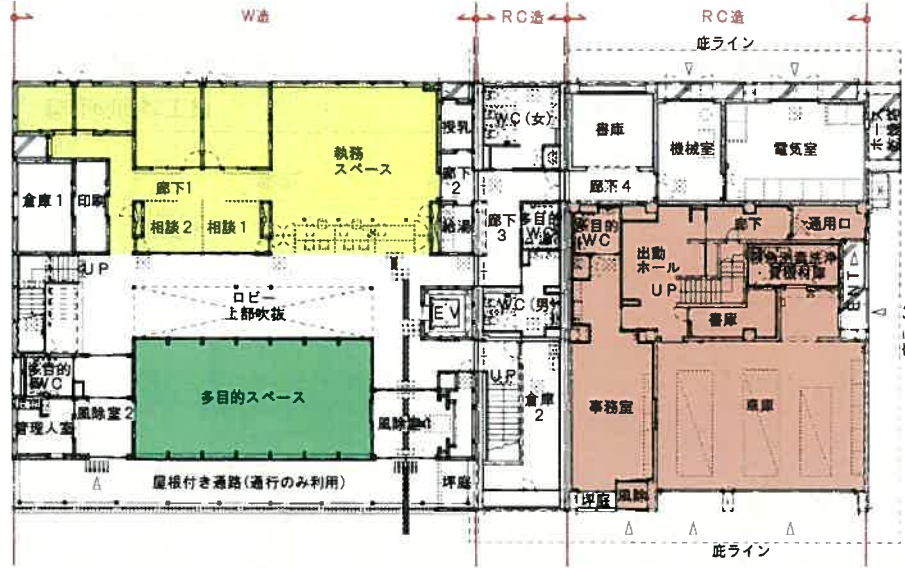 W造
RC造
RC造
庇ライン
WC(女)
授乳
執務
スペース
書庫
機械室
電気室
ホース
倉庫1
印刷
廊下1
廊下
2
廊下4
相談2
相談1
給湯
廊下
3
多目的
多目的
WC
廊下
通用口
出動
ホール
UP
UP
ロビー
上部吹抜
EV
WC(男)
書庫
ENT
多目的
WC
多目的スペース
UP
倉庫
2
事務室
車庫
管理人室
風除室2
風除室1
屋根付き通路(通行のみ利用)
坪庭
坪庭
風除
庇ライン